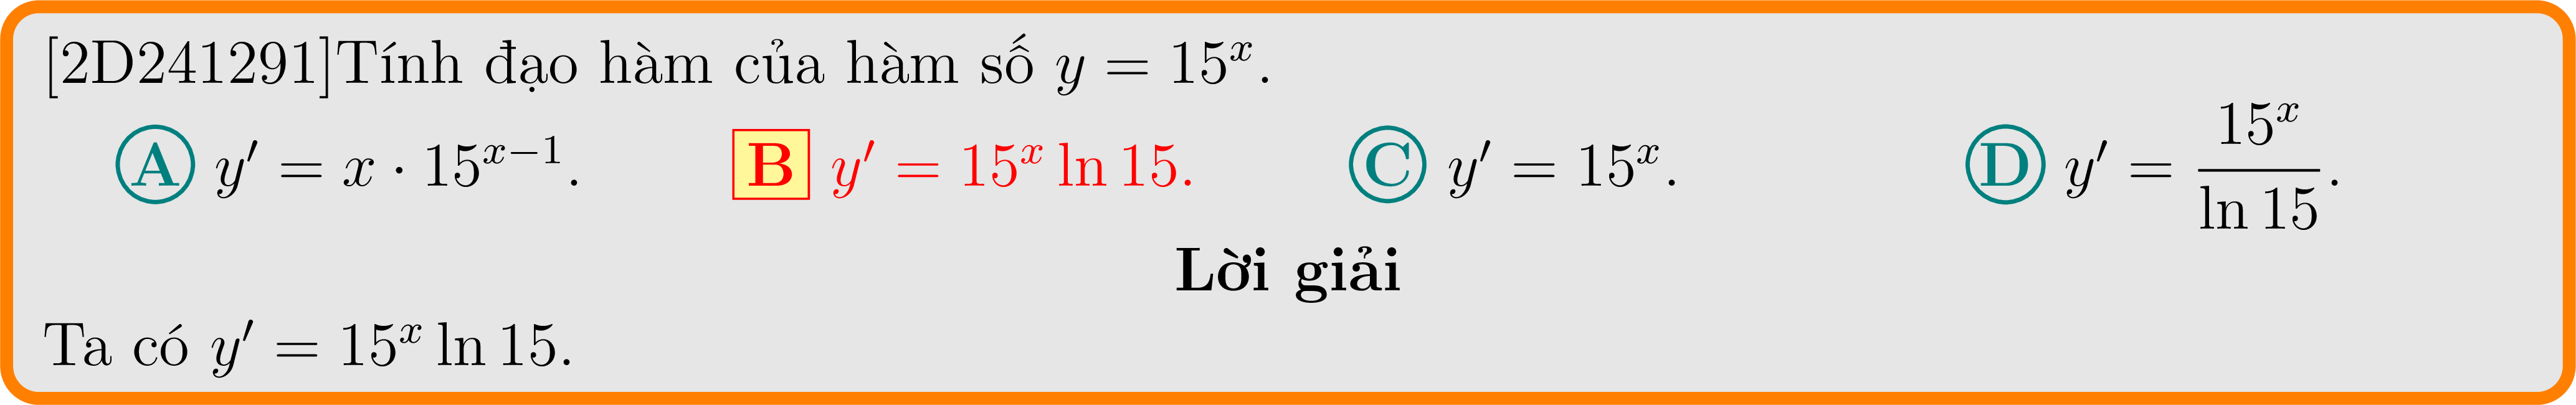 [2D241291]Tính đạo hàm của hàm số y = 15^x.
A y′ = x · 15^{x−1}. B y′ = 15^x ln 15. C y′ = 15^x. D y′ = \frac{15^x}{ln 15}.
Lời giải
Ta có y′ = 15^x ln 15.